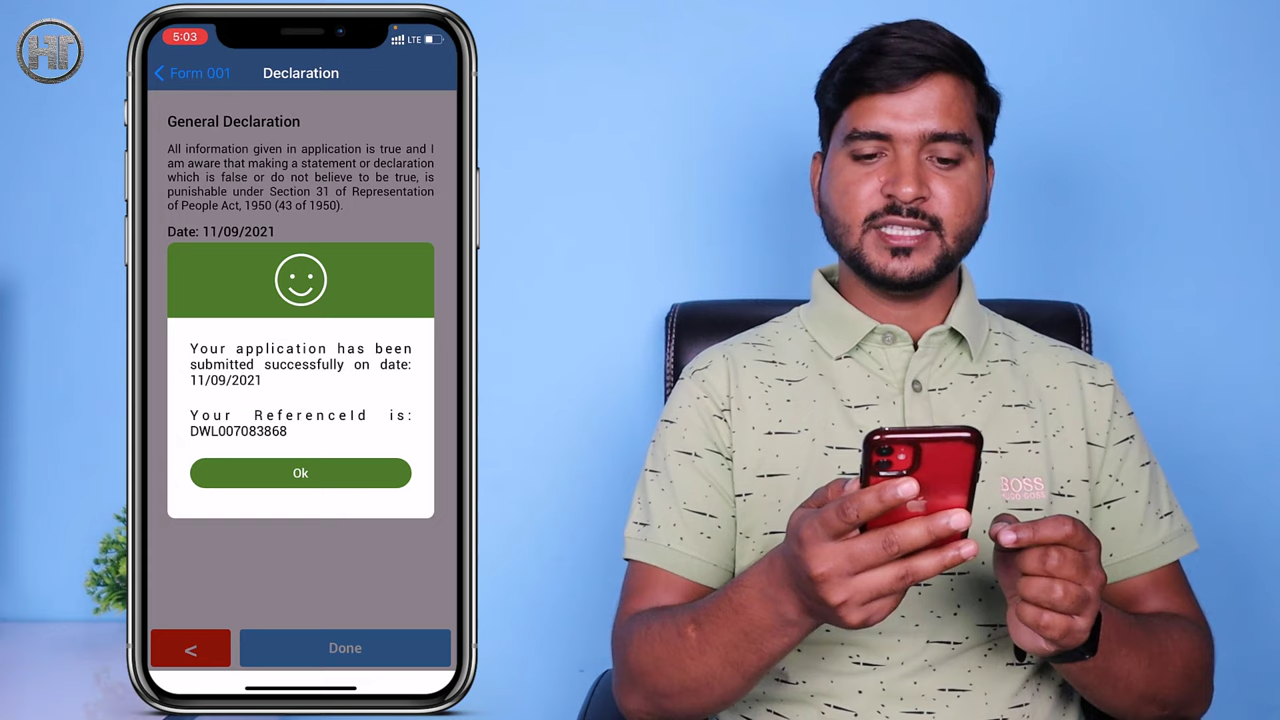 HT
5:03
LTE
Form 001
Declaration
General Declaration
All information given in application is true and I
am aware that making a statement or declaration
which is false or do not believe to be true, is
punishable under Section 31 of Representation
of People Act, 1950 (43 of 1950).
Date: 11/09/2021
Your application has been
submitted successfully on date:
11/09/2021
Your ReferenceId is:
DWL007083868
Ok
<
Done
BOSS
HUGO BOSS